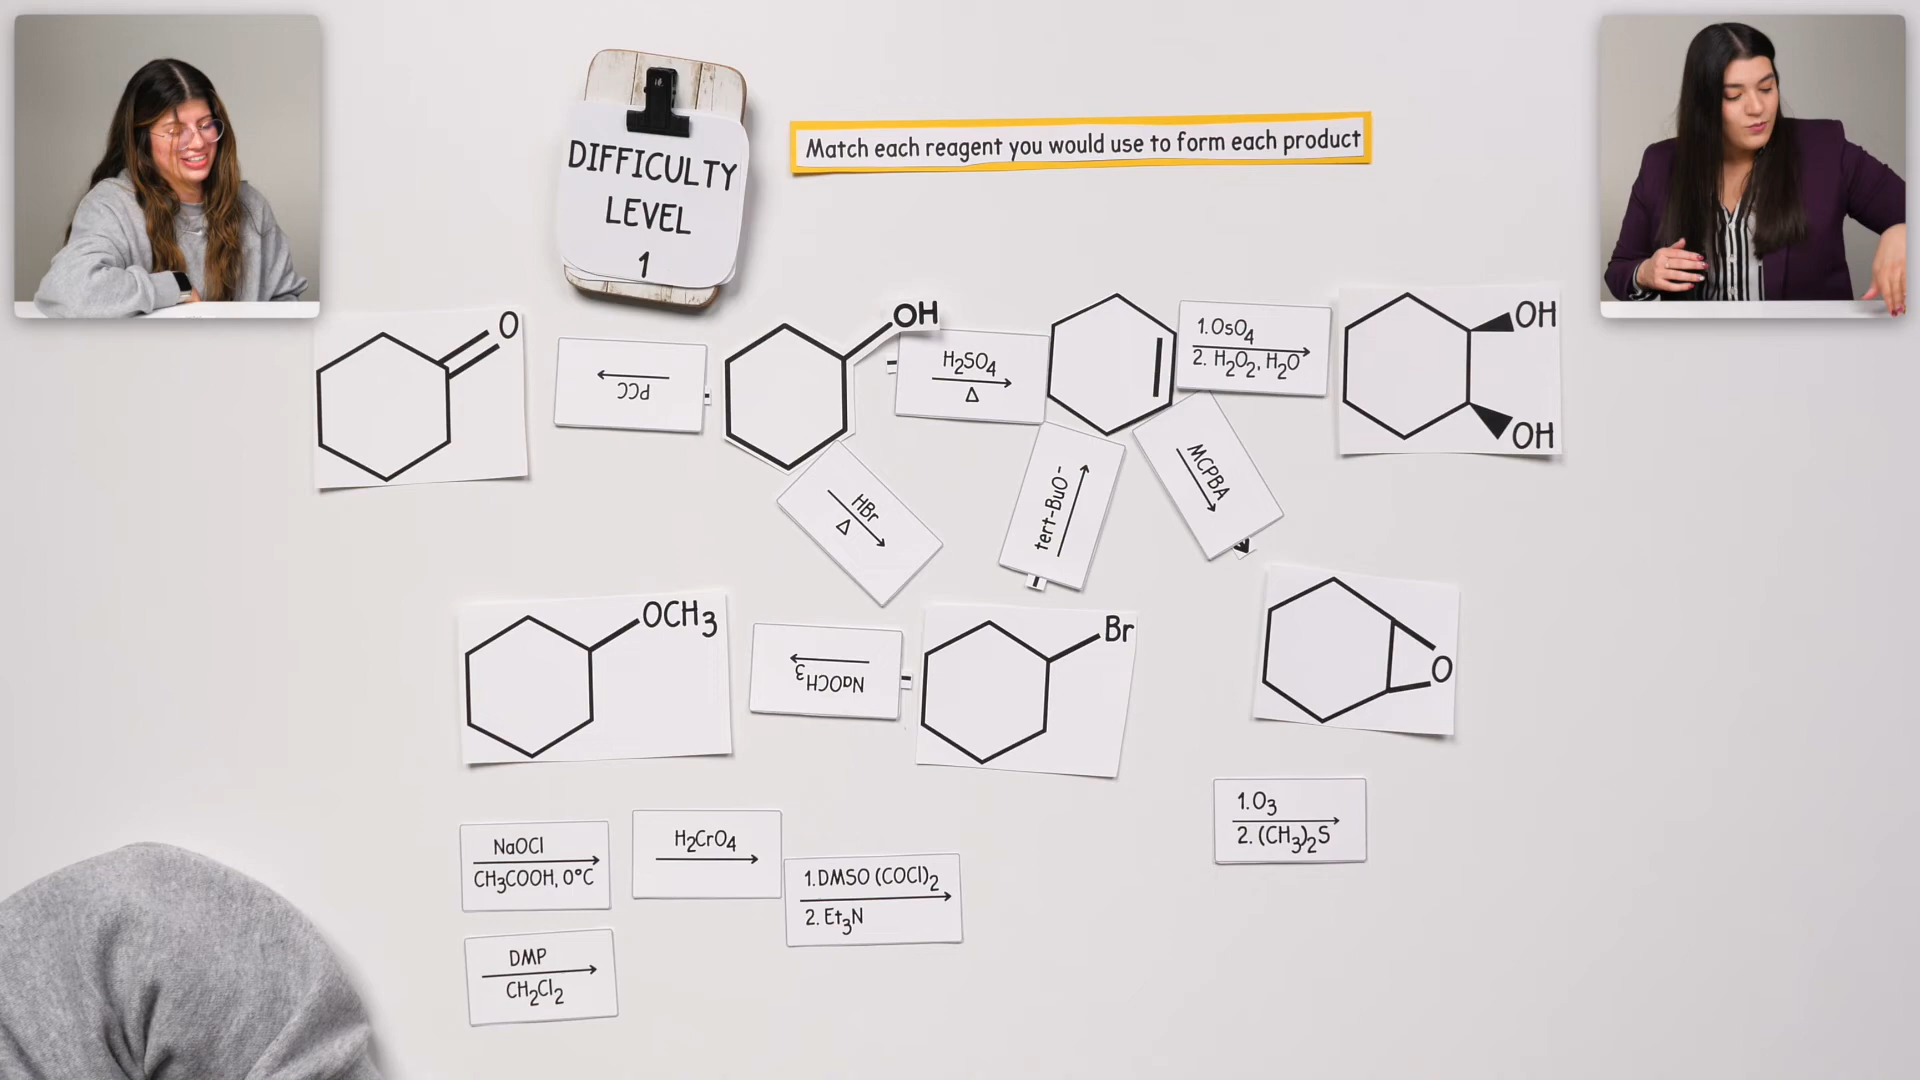 DIFFICULTY
LEVEL
1
Match each reagent you would use to form each product
O
PCC
OH
H₂SO₄
Δ
1. OsO₄
2. H₂O₂, H₂O
OH
OH
HBr
Δ
tert-BuO⁻
MCPBA
OCH₃
NaOCH₃
Br
O
NaOCl
CH₃COOH, 0°C
H₂CrO₄
1. DMSO (COCl)₂
2. Et₃N
1. O₃
2. (CH₃)₂S
DMP
CH₂Cl₂